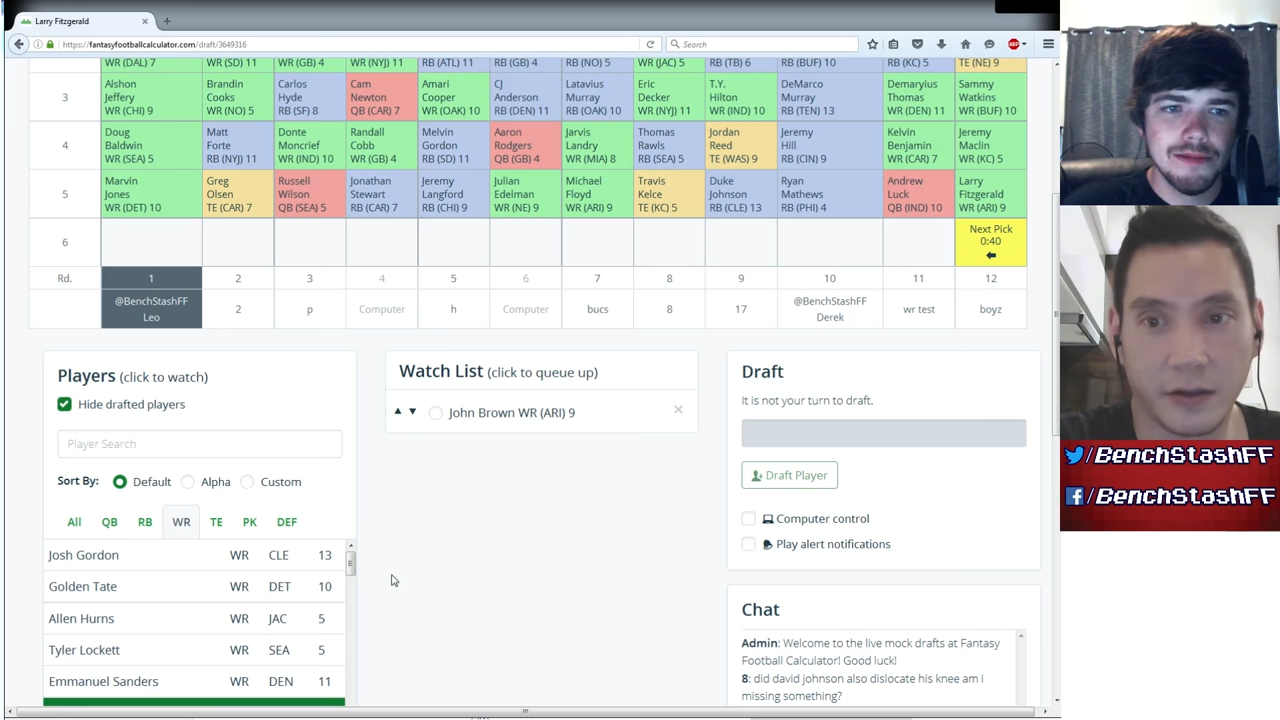 Larry Fitzgerald
https://fantasyfootballcalculator.com/draft/3649316
Search
ABP
WR (DAL) 7 WR (SD) 11 WR (GB) 4 WR (NYJ) 11 RB (ATL) 11 RB (GB) 4 RB (NO) 5 WR (JAC) 5 RB (TB) 6 RB (BUF) 10 RB (KC) 5 TE (NE) 9
Alshon Brandin Carlos Cam Amari CJ Latavius Eric T.Y. DeMarco Demaryius Sammy
3 Jeffery Cooks Hyde Newton Cooper Anderson Murray Decker Hilton Murray Thomas Watkins
WR (CHI) 9 WR (NO) 5 RB (SF) 8 QB (CAR) 7 WR (OAK) 10 RB (DEN) 11 RB (OAK) 10 WR (NYJ) 11 WR (IND) 10 RB (TEN) 13 WR (DEN) 11 WR (BUF) 10
Doug Matt Donte Randall Melvin Aaron Jarvis Thomas Jordan Jeremy Kelvin Jeremy
4 Baldwin Forte Moncrief Cobb Gordon Rodgers Landry Rawls Reed Hill Benjamin Maclin
WR (SEA) 5 RB (NYJ) 11 WR (IND) 10 WR (GB) 4 RB (SD) 11 QB (GB) 4 WR (MIA) 8 RB (SEA) 5 TE (WAS) 9 RB (CIN) 9 WR (CAR) 7 WR (KC) 5
Marvin Greg Russell Jonathan Jeremy Julian Michael Travis Duke Ryan Andrew Larry
5 Jones Olsen Wilson Stewart Langford Edelman Floyd Kelce Johnson Mathews Luck Fitzgerald
WR (DET) 10 TE (CAR) 7 QB (SEA) 5 RB (CAR) 7 RB (CHI) 9 WR (NE) 9 WR (ARI) 9 TE (KC) 5 RB (CLE) 13 RB (PHI) 4 QB (IND) 10 WR (ARI) 9
Next Pick
6 0:40
Rd. 1 2 3 4 5 6 7 8 9 10 11 12
@BenchStashFF Leo 2 p Computer h Computer bucs 8 17 @BenchStashFF Derek wr test boyz
Players (click to watch)
Hide drafted players
Player Search
Sort By: Default Alpha Custom
All QB RB WR TE PK DEF
Josh Gordon WR CLE 13
Golden Tate WR DET 10
Allen Hurns WR JAC 5
Tyler Lockett WR SEA 5
Emmanuel Sanders WR DEN 11
Watch List (click to queue up)
John Brown WR (ARI) 9
Draft
It is not your turn to draft.
Draft Player
Computer control
Play alert notifications
Chat
Admin: Welcome to the live mock drafts at Fantasy
Football Calculator! Good luck!
8: did david johnson also dislocate his knee am i
missing something?
/BenchStashFF
/BenchStashFF